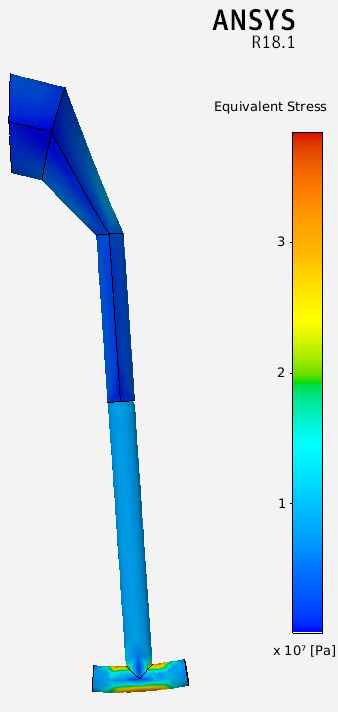 ANSYS
R18.1
Equivalent Stress
3
2
1
x 10⁷ [Pa]